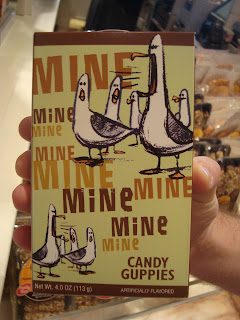 MINE
MiNe
MiNe
MINE
MINE
MINE
MiNe
MiNe
MiNe
CANDY
GUPPIES
Net Wt. 4.0 OZ (113 g)
ARTIFICIALLY FLAVORED